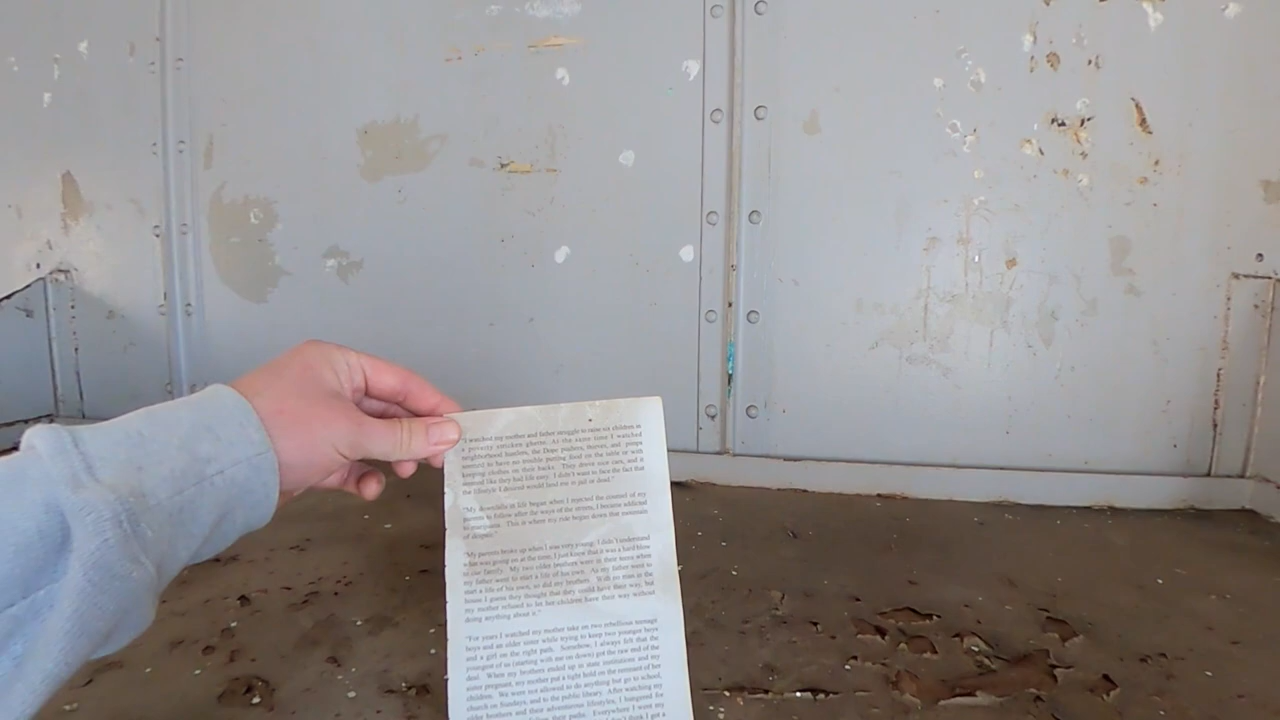 "I watched my mother and father struggle to raise six children in
a poverty stricken ghetto. At the same time I watched
neighborhood hustlers, the Dope pushers, thieves, and pimps
seemed to have no trouble putting food on the table or with
keeping clothes on their backs. They drove nice cars, and it
seemed like they had life easy. I didn't want to face the fact that
the lifestyle I desired would land me in jail or dead."
"My downfalls in life began when I rejected the counsel of my
parents to follow after the ways of the streets. I became addicted
to marijuana. This is where my ride began down that mountain
of despair."
"My parents broke up when I was very young; I didn't understand
what was going on at the time, I just knew that it was a hard blow
to our family. My two older brothers were in their teens when
my father went to start a life of his own. As my father went to
start a life of his own, so did my brothers. With no man in the
house I guess they thought that they could have their way, but
my mother refused to let her children have their way without
doing anything about it."
"For years I watched my mother take on two rebellious teenage
boys and an older sister while trying to keep two younger boys
and a girl on the right path. Somehow, I always felt that the
youngest of us (starting with me on down) got the raw end of the
deal. When my brothers ended up in state institutions and my
sister pregnant, my mother put a tight hold on the remnant of her
children. We were not allowed to do anything but go to school,
church on Sundays, and to the public library. After watching my
older brothers and their adventurous lifestyles, I hungered for
follow their paths. Everywhere I went my
don't think I got a